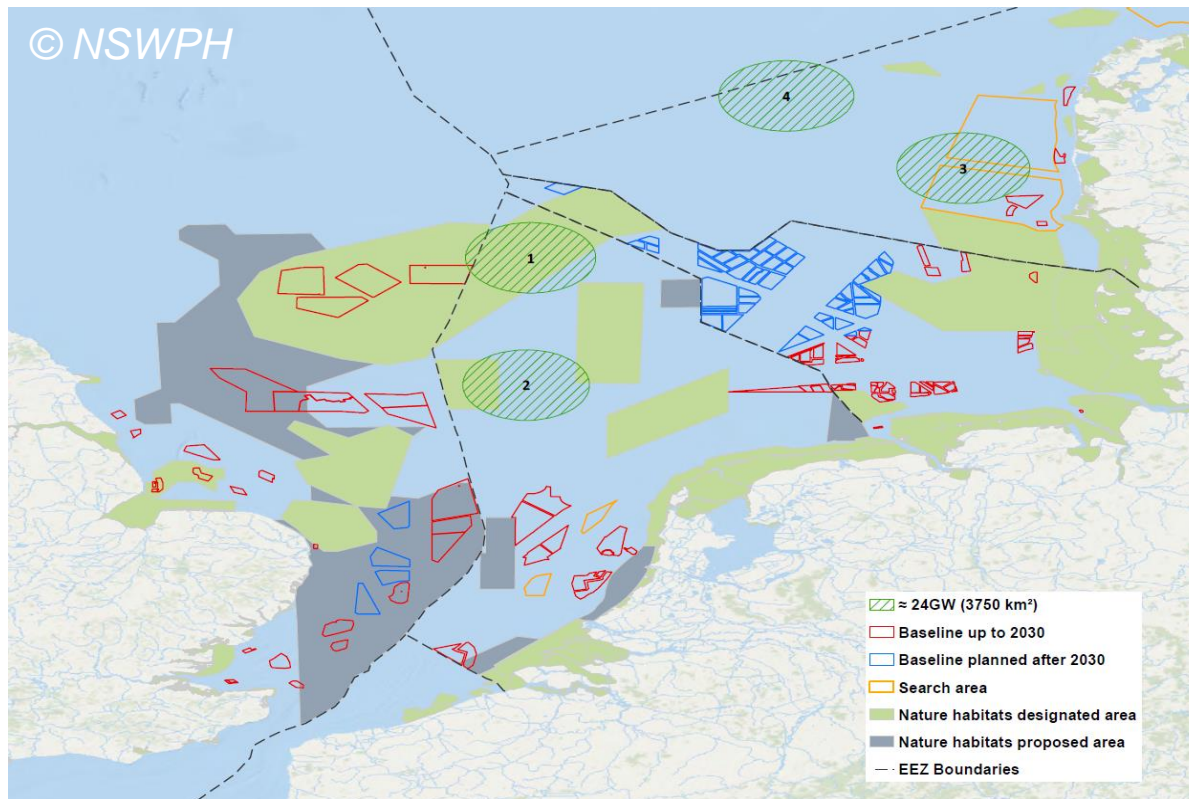 © NSWPH
4
3
1
2
≈ 24GW (3750 km²)
Baseline up to 2030
Baseline planned after 2030
Search area
Nature habitats designated area
Nature habitats proposed area
EEZ Boundaries